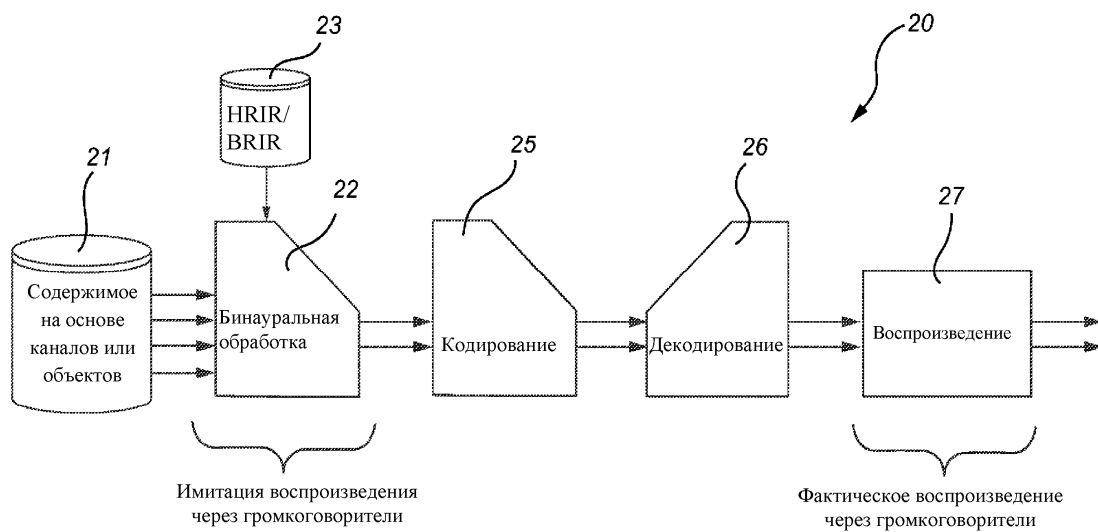 23
20
HRIR/
BRIR
21
22
25
26
27
Содержимое
на основе
каналов или
объектов
Бинауральная
обработка
Кодирование
Декодирование
Воспроизведение
Имитация воспроизведения
через громкоговорители
Фактическое воспроизведение
через громкоговорители